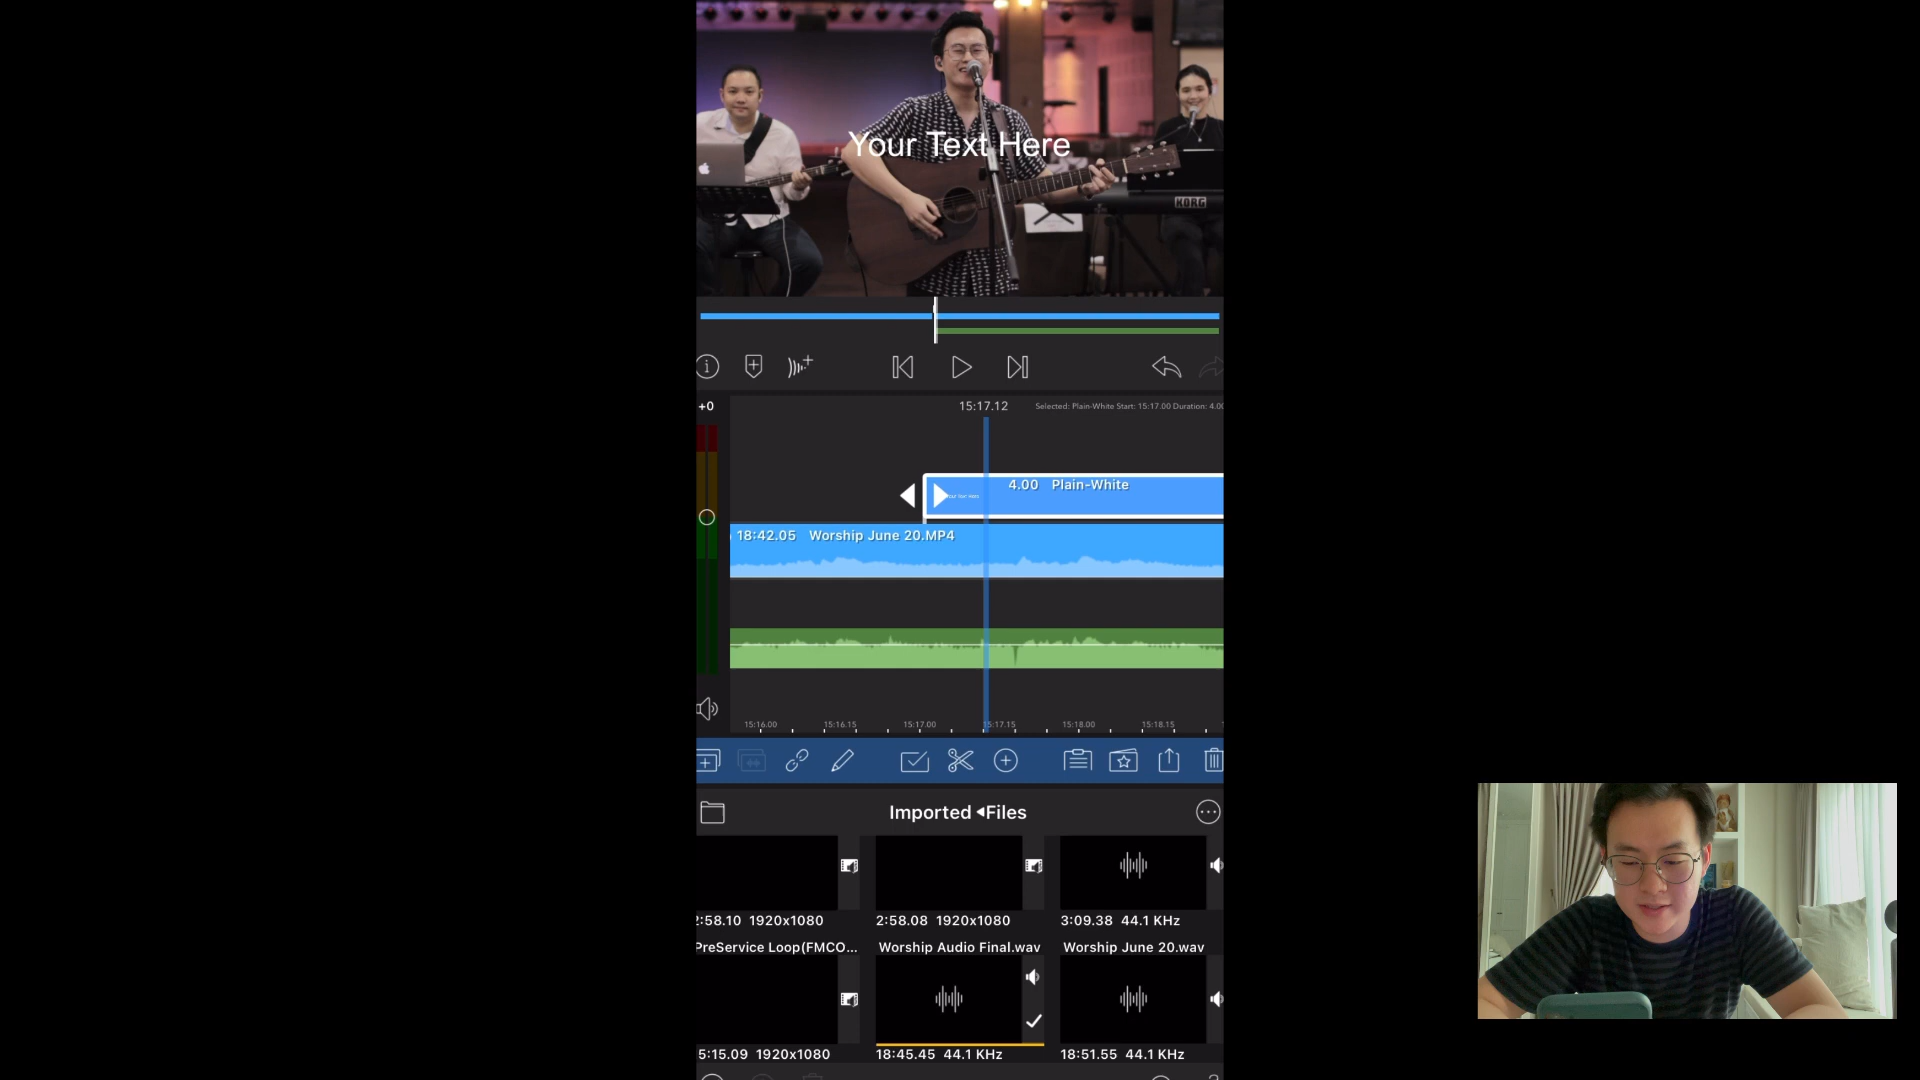 Your Text Here
KORG
+0
15:17.12
Selected: Plain-White Start: 15:17.00 Duration: 4.00
4.00 Plain-White
18:42.05 Worship June 20.MP4
15:16.00 15:16.15 15:17.00 15:17.15 15:18.00 15:18.15
Imported Files
2:58.10 1920x1080
2:58.08 1920x1080
3:09.38 44.1 KHz
PreService Loop(FMCO...
Worship Audio Final.wav
Worship June 20.wav
5:15.09 1920x1080
18:45.45 44.1 KHz
18:51.55 44.1 KHz